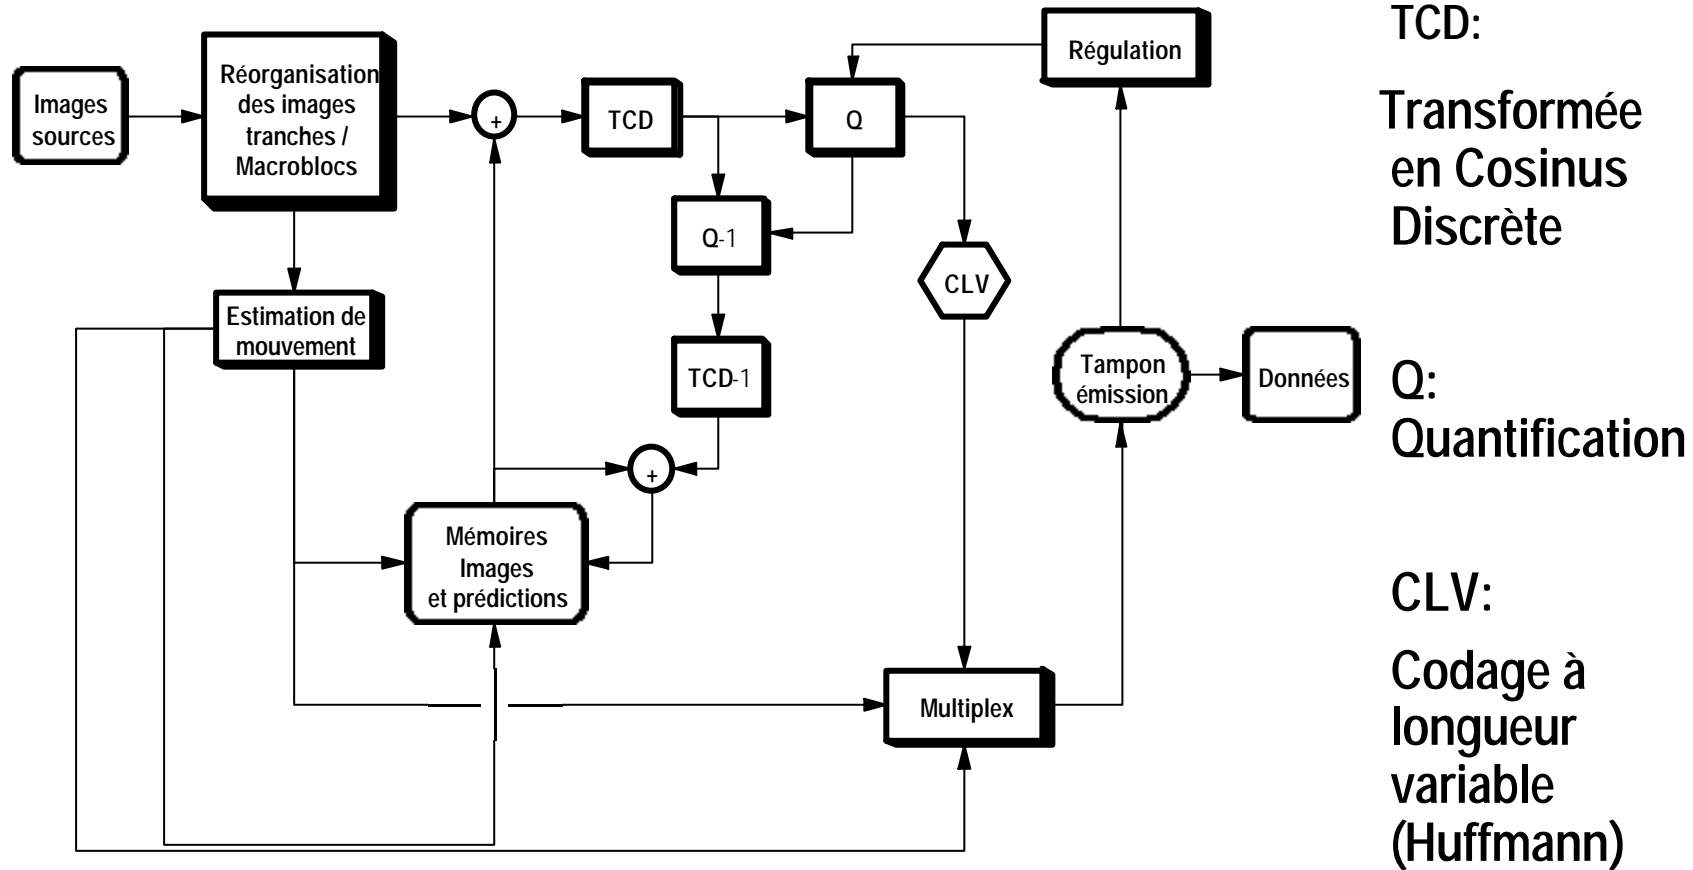 Images
sources
Réorganisation
des images
tranches /
Macroblocs
+
TCD
Q
Régulation
Q-1
CLV
Estimation de
mouvement
TCD-1
Tampon
émission
Données
+
Mémoires
Images
et prédictions
Multiplex
TCD:
Transformée
en Cosinus
Discrète
Q:
Quantification
CLV:
Codage à
longueur
variable
(Huffmann)